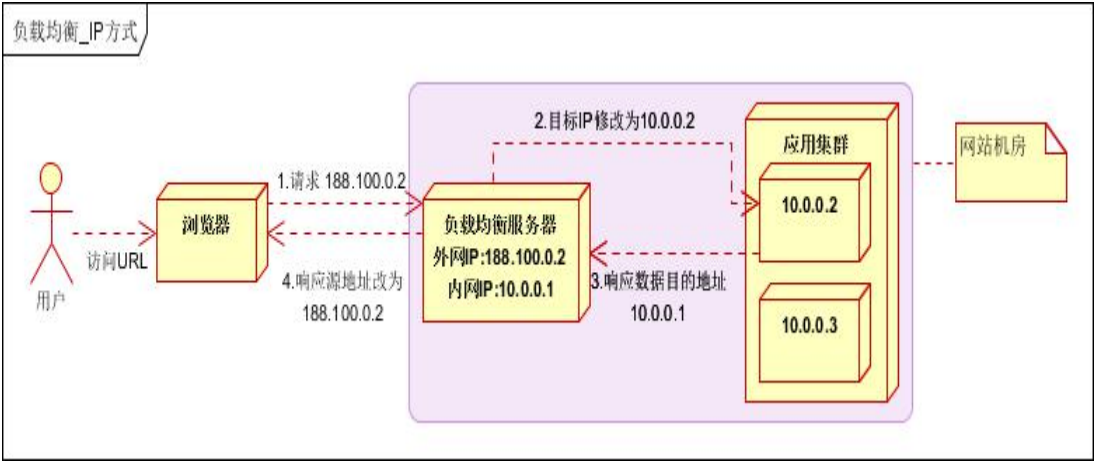 负载均衡_IP方式
2.目标IP修改为10.0.0.2
应用集群
网站机房
1.请求 188.100.0.2
浏览器
负载均衡服务器
外网IP:188.100.0.2
内网IP:10.0.0.1
10.0.0.2
访问URL
用户
4.响应源地址改为
188.100.0.2
3.响应数据目的地址
10.0.0.1
10.0.0.3